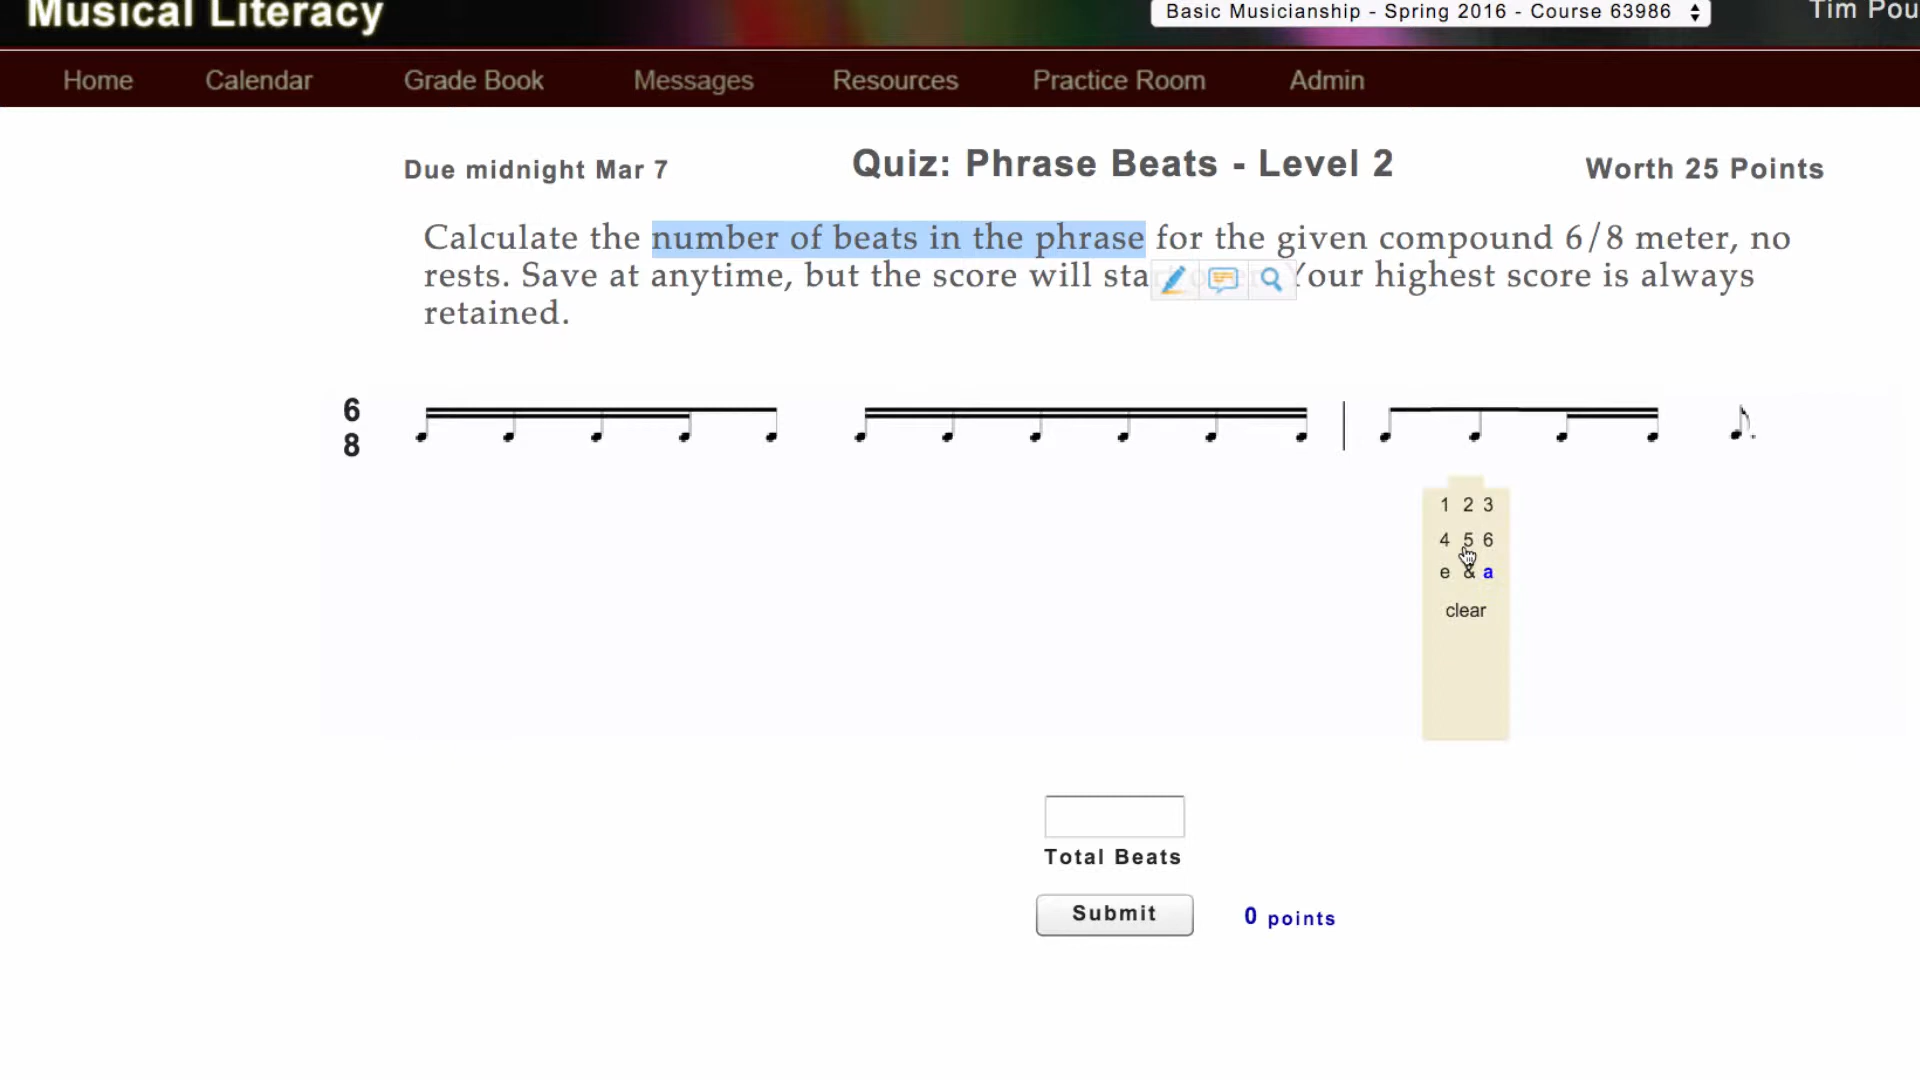 Musical Literacy
Basic Musicianship - Spring 2016 - Course 63986
Tim Pou
Home Calendar Grade Book Messages Resources Practice Room Admin
Due midnight Mar 7
Quiz: Phrase Beats - Level 2
Worth 25 Points
Calculate the number of beats in the phrase for the given compound 6/8 meter, no
rests. Save at anytime, but the score will sta Your highest score is always
retained.
6
8
1 2 3
4 5 6
e & a
clear
Total Beats
Submit
0 points